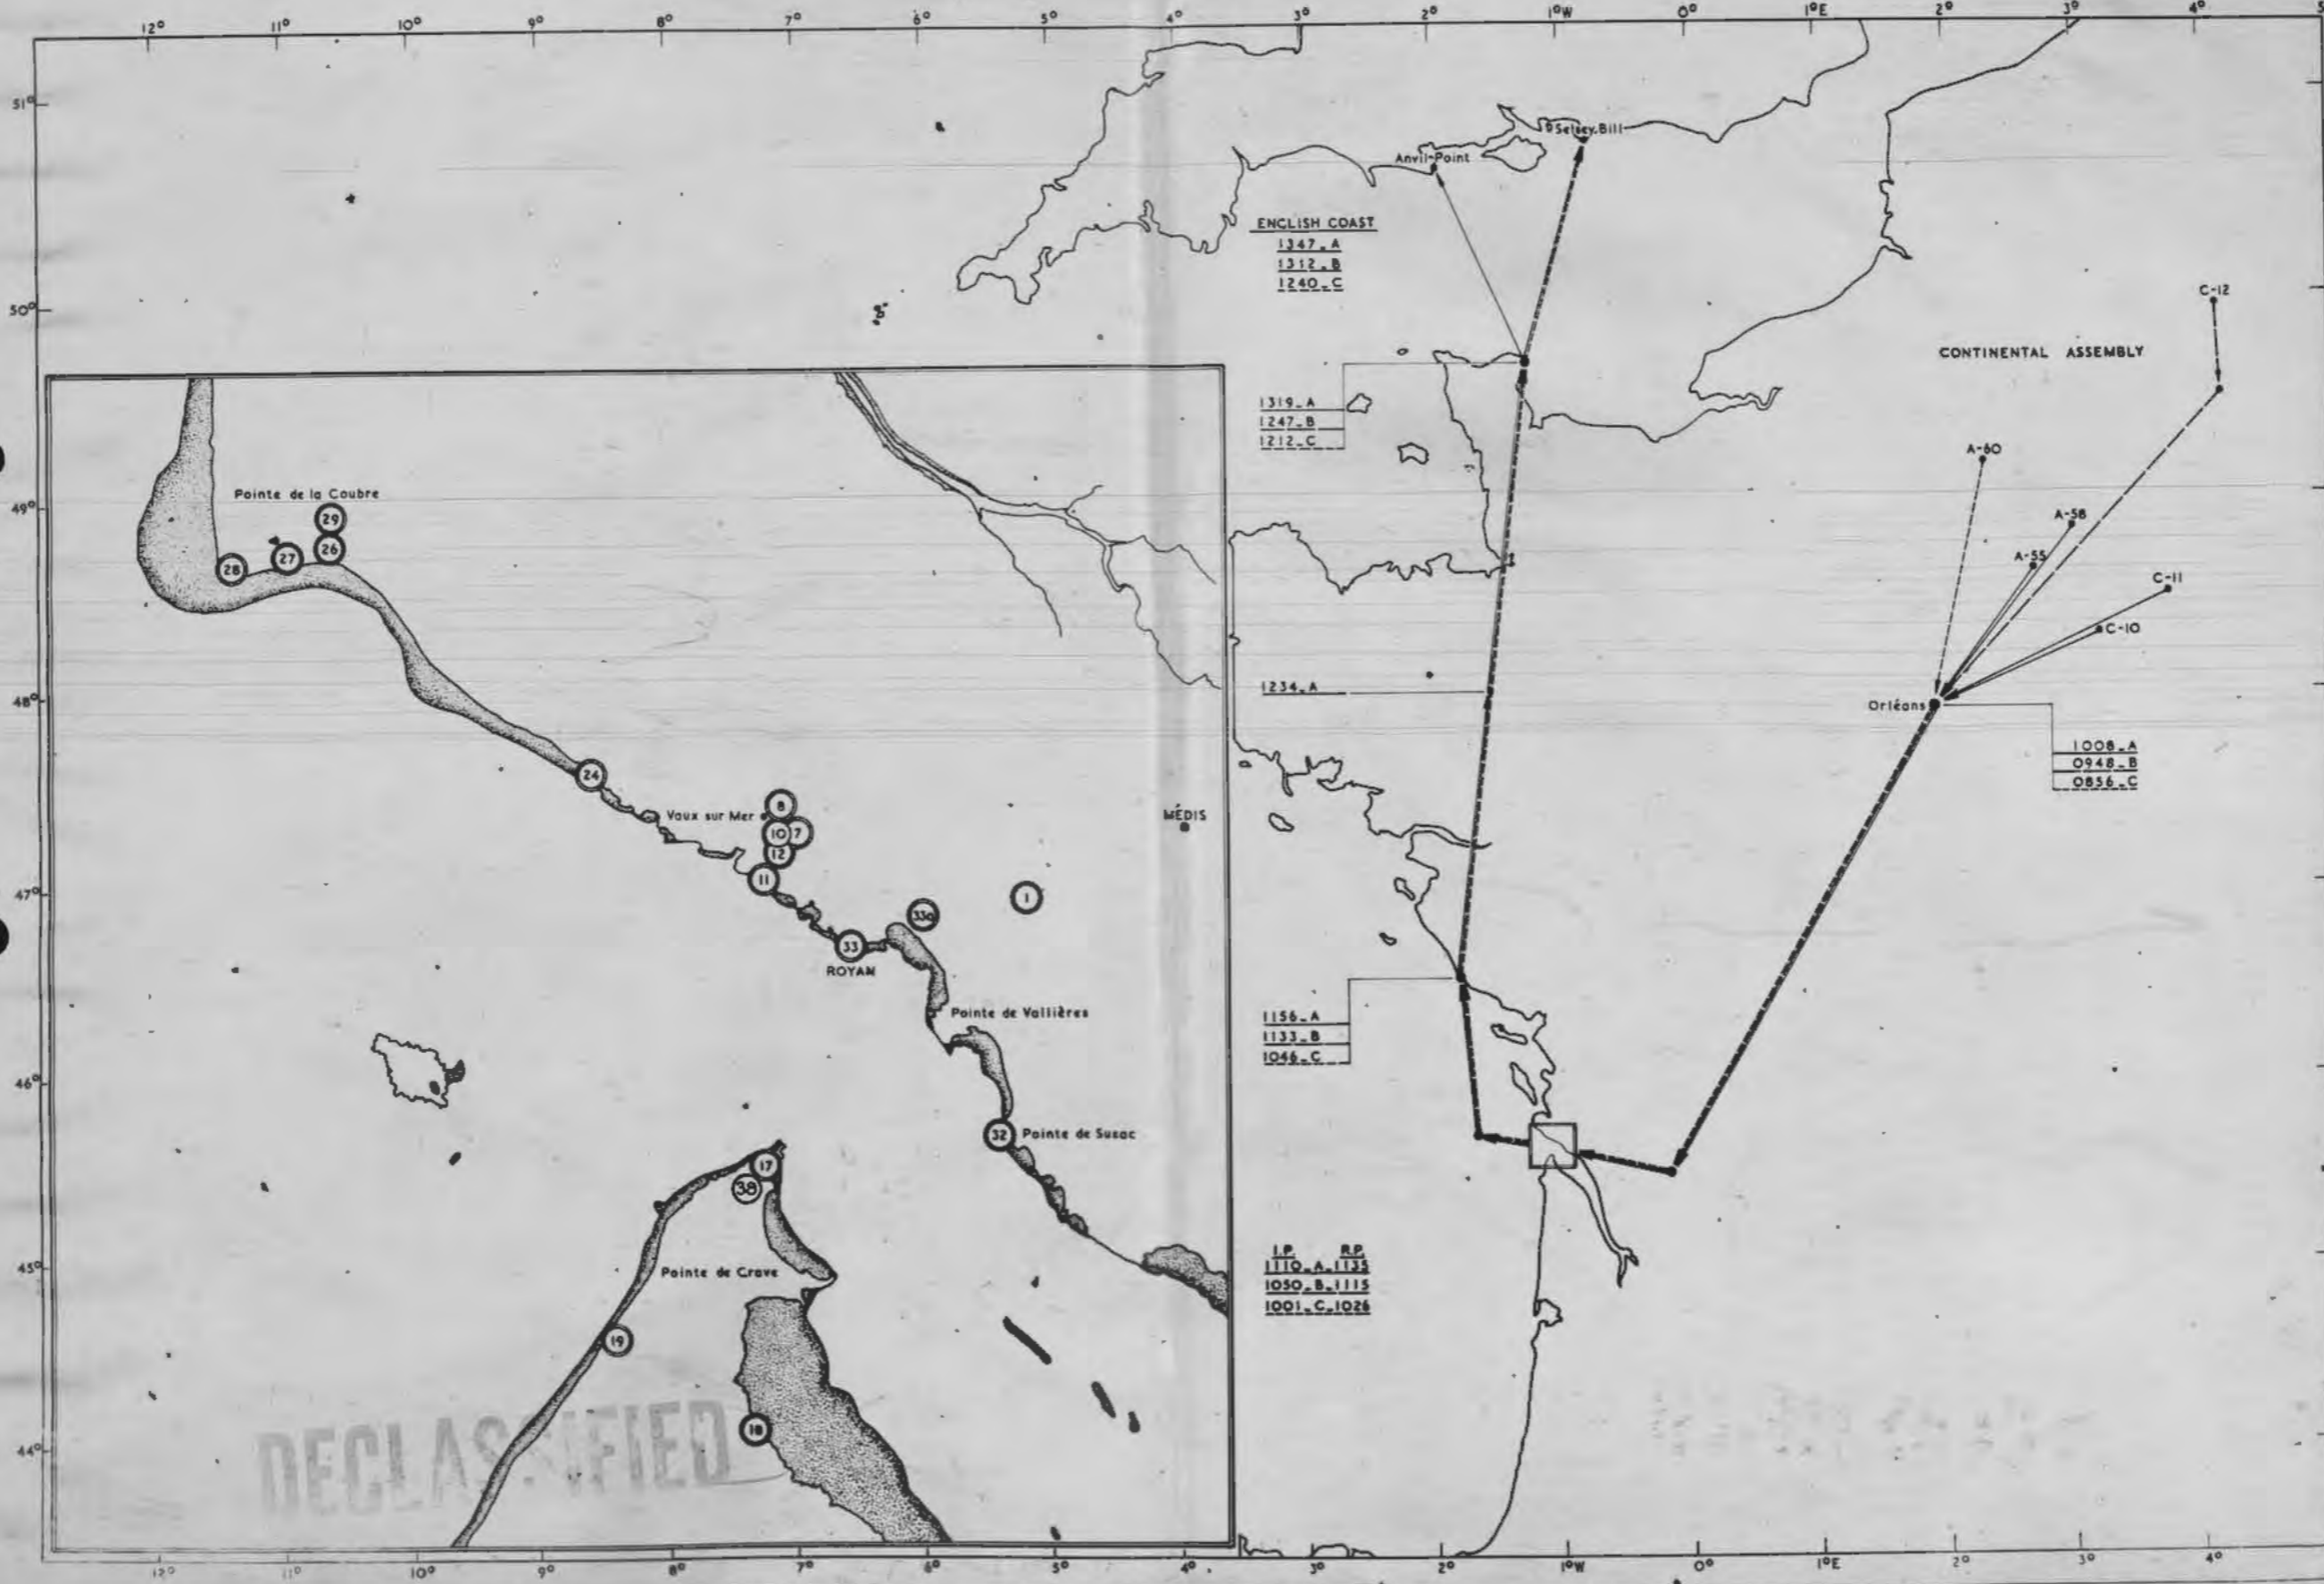 12° 11° 10° 9° 8° 7° 6° 5° 4° 3° 2° 1°W 0° 1°E 2° 3° 4° 5
51°
50°
49°
48°
47°
46°
45°
44°
Selsey Bill
Anvil Point
ENGLISH COAST
1347_A
1312_B
1240_C
C-12
CONTINENTAL ASSEMBLY
1319_A
1247_B
1212_C
A-60
A-58
A-55
C-11
C-10
Orléans
1008_A
0948_B
0856_C
1234_A
1156_A
1133_B
1046_C
I.P. R.P.
1110_A_1135
1050_B_1115
1001_C_1026
Pointe de la Coubre
29
26
27
28
24
Vaux sur Mer
8
10 7
12
11
MÉDIS
1
33a
33
ROYAN
Pointe de Vallières
32 Pointe de Suzac
17
38
Pointe de Grave
19
18
DECLASSIFIED
12° 11° 10° 9° 8° 7° 6° 5° 4° 3° 2° 1°W 0° 1°E 2° 3° 4°